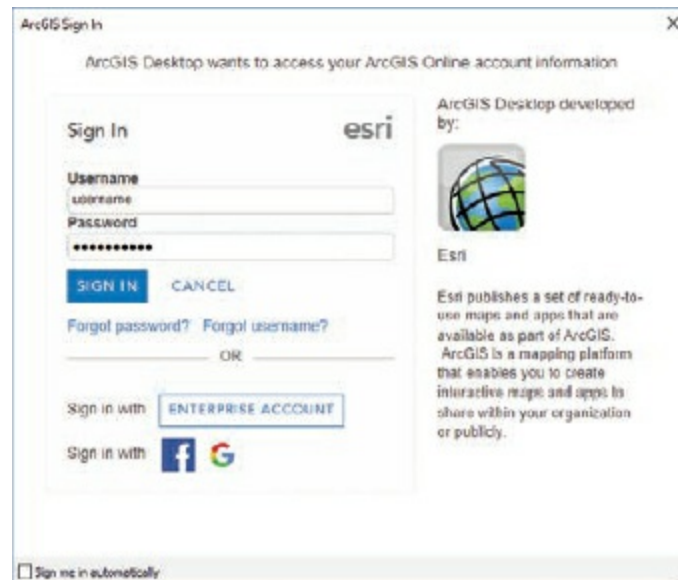 ArcGIS Sign In
ArcGIS Desktop wants to access your ArcGIS Online account information
Sign In
esri
Username
username
Password
••••••••••
SIGN IN CANCEL
Forgot password? Forgot username?
OR
Sign in with ENTERPRISE ACCOUNT
Sign in with f G
ArcGIS Desktop developed
by:
Esri
Esri publishes a set of ready-to-
use maps and apps that are
available as part of ArcGIS.
ArcGIS is a mapping platform
that enables you to create
interactive maps and apps to
share within your organization
or publicly.
Sign me in automatically